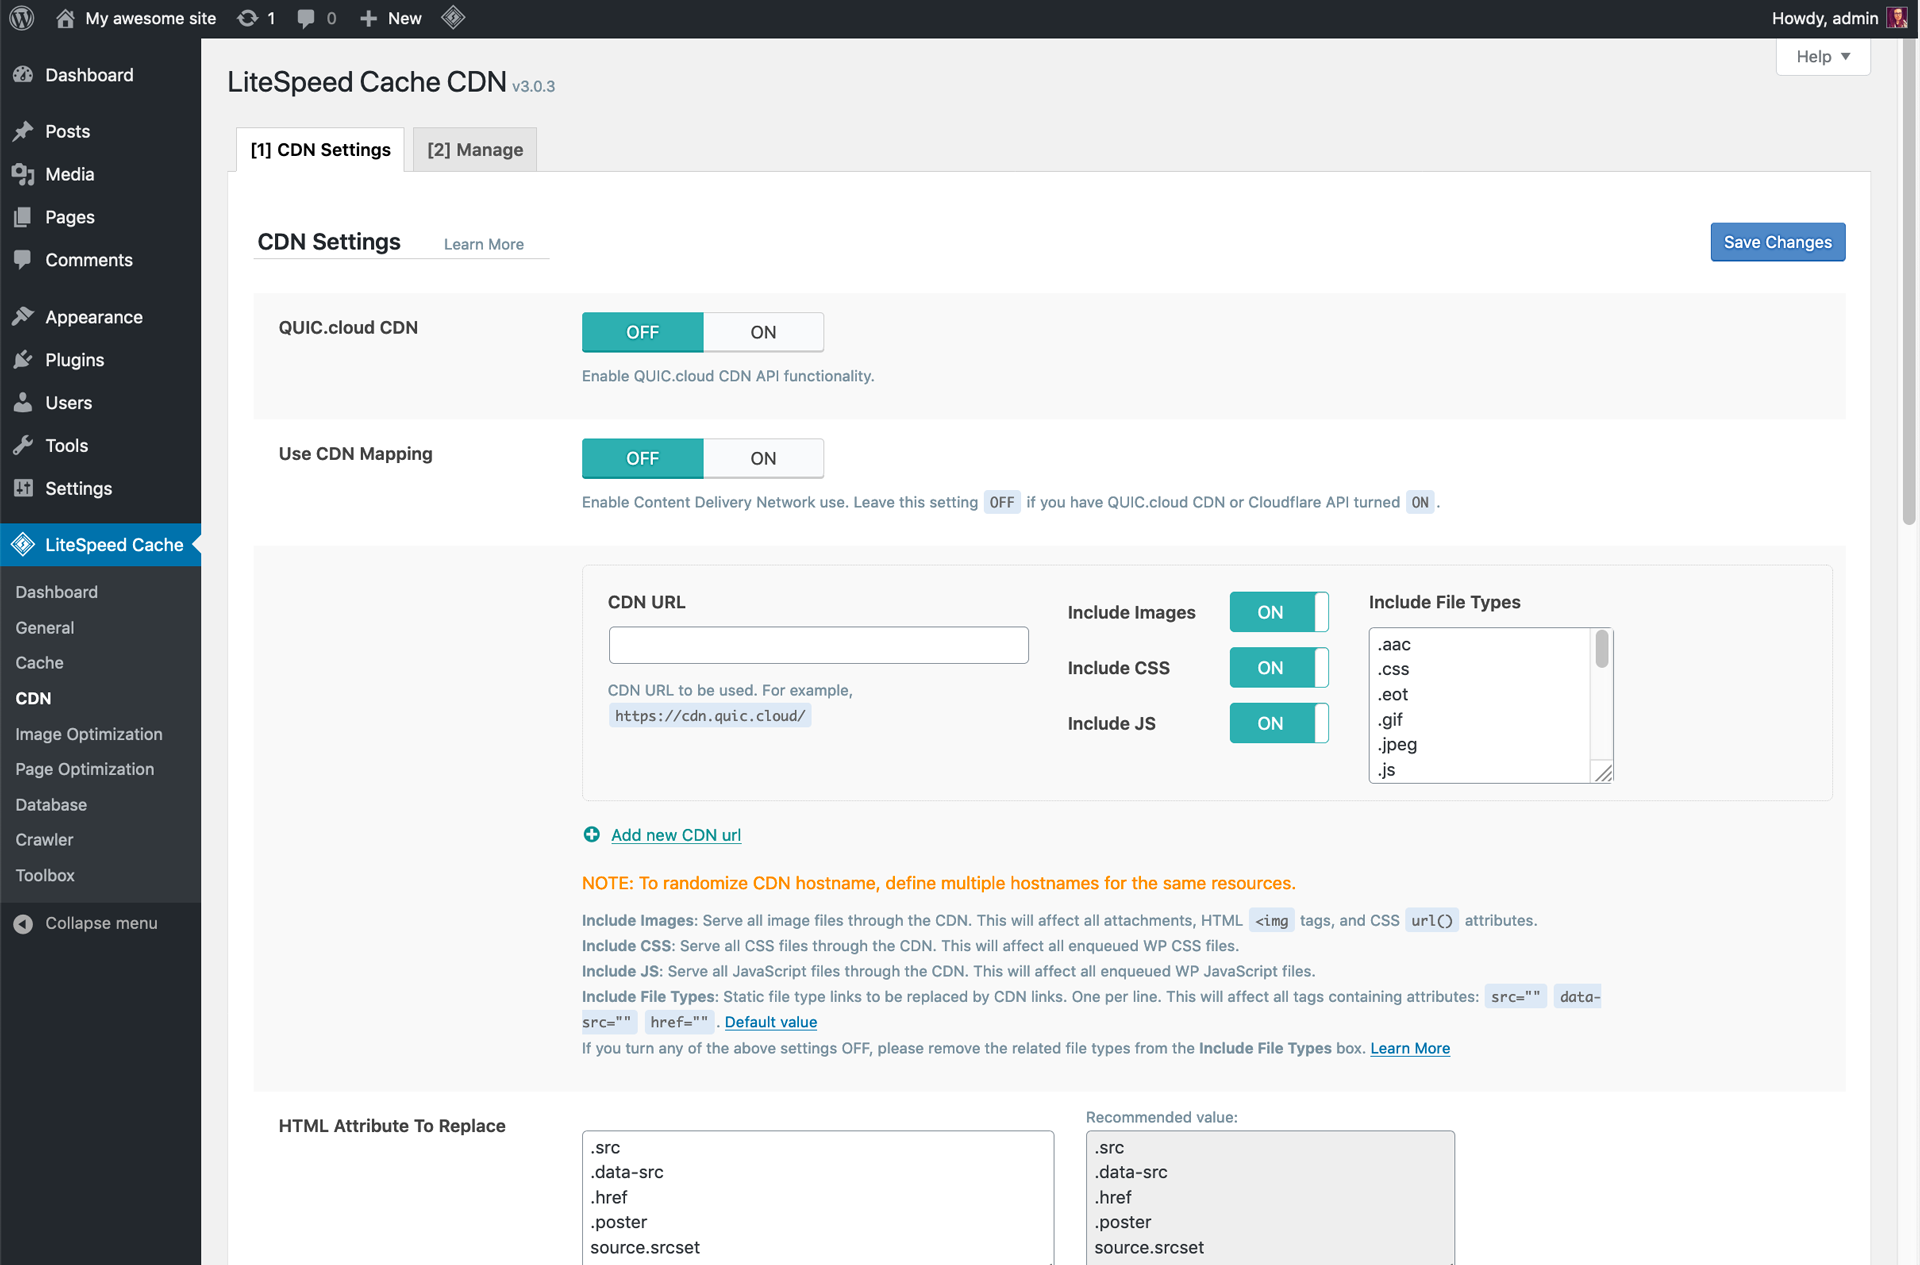 My awesome site
1
0
New
Howdy, admin
Help
Dashboard
Posts
Media
Pages
Comments
Appearance
Plugins
Users
Tools
Settings
LiteSpeed Cache
Dashboard
General
Cache
CDN
Image Optimization
Page Optimization
Database
Crawler
Toolbox
Collapse menu
LiteSpeed Cache CDN v3.0.3
[1] CDN Settings
[2] Manage
CDN Settings
Learn More
Save Changes
QUIC.cloud CDN
OFF
ON
Enable QUIC.cloud CDN API functionality.
Use CDN Mapping
OFF
ON
Enable Content Delivery Network use. Leave this setting OFF if you have QUIC.cloud CDN or Cloudflare API turned ON .
CDN URL
CDN URL to be used. For example,
https://cdn.quic.cloud/
Include Images
ON
Include CSS
ON
Include JS
ON
Include File Types
.aac
.css
.eot
.gif
.jpeg
.js
Add new CDN url
NOTE: To randomize CDN hostname, define multiple hostnames for the same resources.
Include Images: Serve all image files through the CDN. This will affect all attachments, HTML <img tags, and CSS url() attributes.
Include CSS: Serve all CSS files through the CDN. This will affect all enqueued WP CSS files.
Include JS: Serve all JavaScript files through the CDN. This will affect all enqueued WP JavaScript files.
Include File Types: Static file type links to be replaced by CDN links. One per line. This will affect all tags containing attributes: src="" data-
src="" href="" . Default value
If you turn any of the above settings OFF, please remove the related file types from the Include File Types box. Learn More
HTML Attribute To Replace
.src
.data-src
.href
.poster
source.srcset
Recommended value:
.src
.data-src
.href
.poster
source.srcset